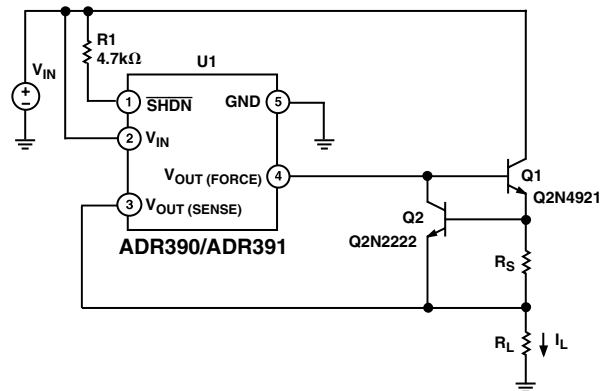 R1
4.7kΩ
U1
V_IN
1
SHDN
GND
5
2
V_IN
V_OUT (FORCE)
4
Q1
Q2N4921
3
V_OUT (SENSE)
Q2
Q2N2222
ADR390/ADR391
R_S
R_L
I_L